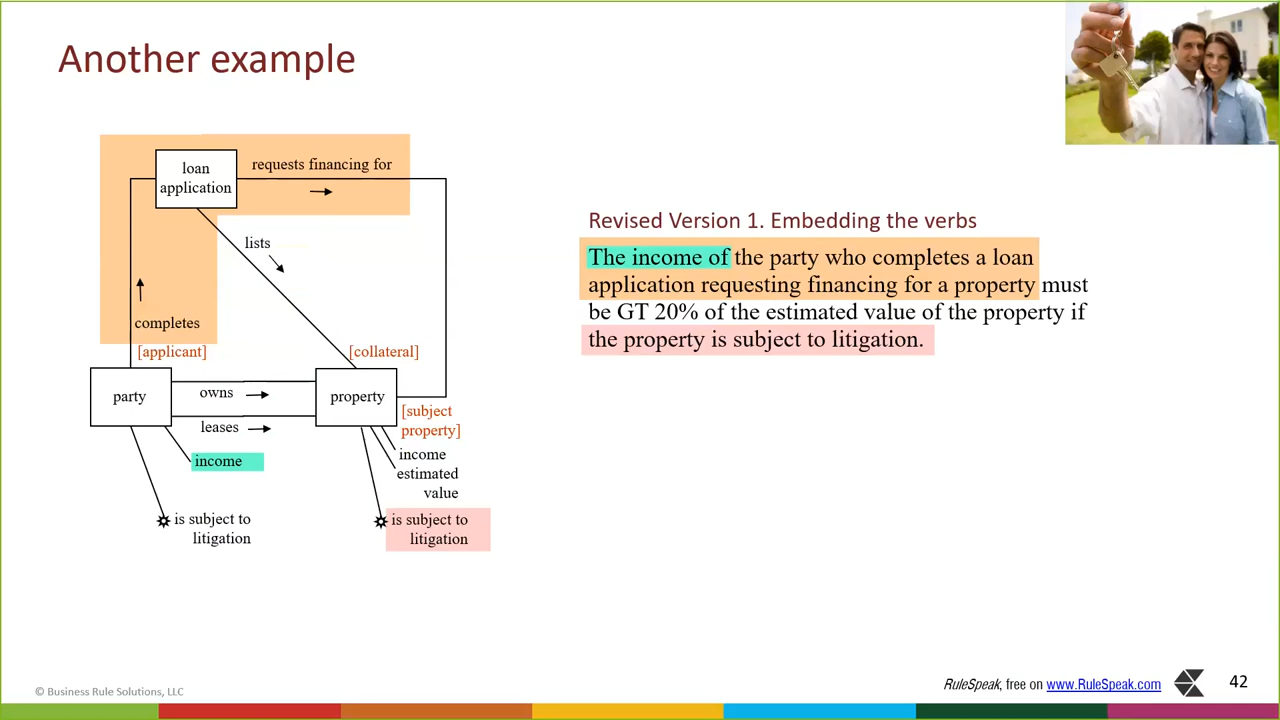 Another example
loan
application
requests financing for
lists
completes
[applicant]
[collateral]
party
owns
property
leases
[subject
property]
income
income
estimated
value
is subject to
litigation
is subject to
litigation
Revised Version 1. Embedding the verbs
The income of the party who completes a loan
application requesting financing for a property must
be GT 20% of the estimated value of the property if
the property is subject to litigation.
© Business Rule Solutions, LLC
RuleSpeak, free on www.RuleSpeak.com
42